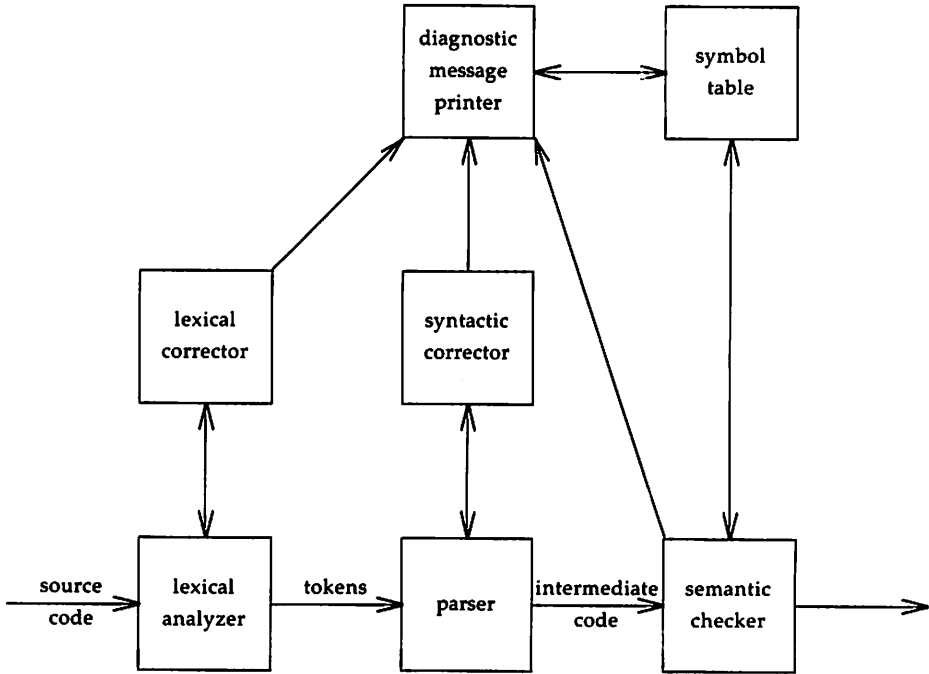 diagnostic
message
printer
symbol
table
lexical
corrector
syntactic
corrector
source
code
lexical
analyzer
tokens
parser
intermediate
code
semantic
checker